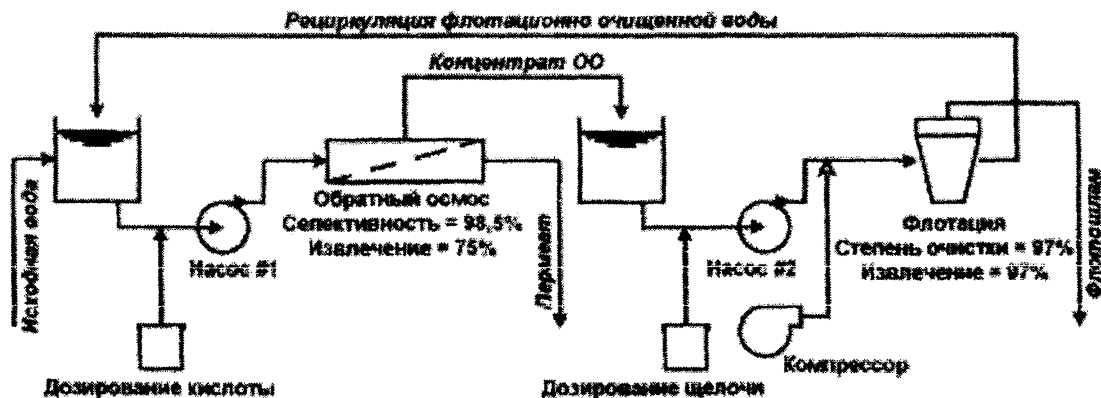 Рециркуляция флотационно очищенной воды
Концентрат ОО
Исходная вода
Обратный осмос
Селективность = 98,5%
Извлечение = 75%
Насос #1
Пермеат
Дозирование кислоты
Насос #2
Дозирование щелочи
Компрессор
Флотация
Степень очистки = 97%
Извлечение = 97%
Флотошлам